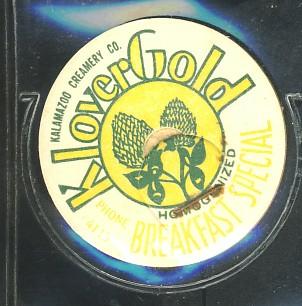 KALAMAZOO CREAMERY CO.
KloverGold
HOMOGENIZED
PHONE
BREAKFAST SPECIAL